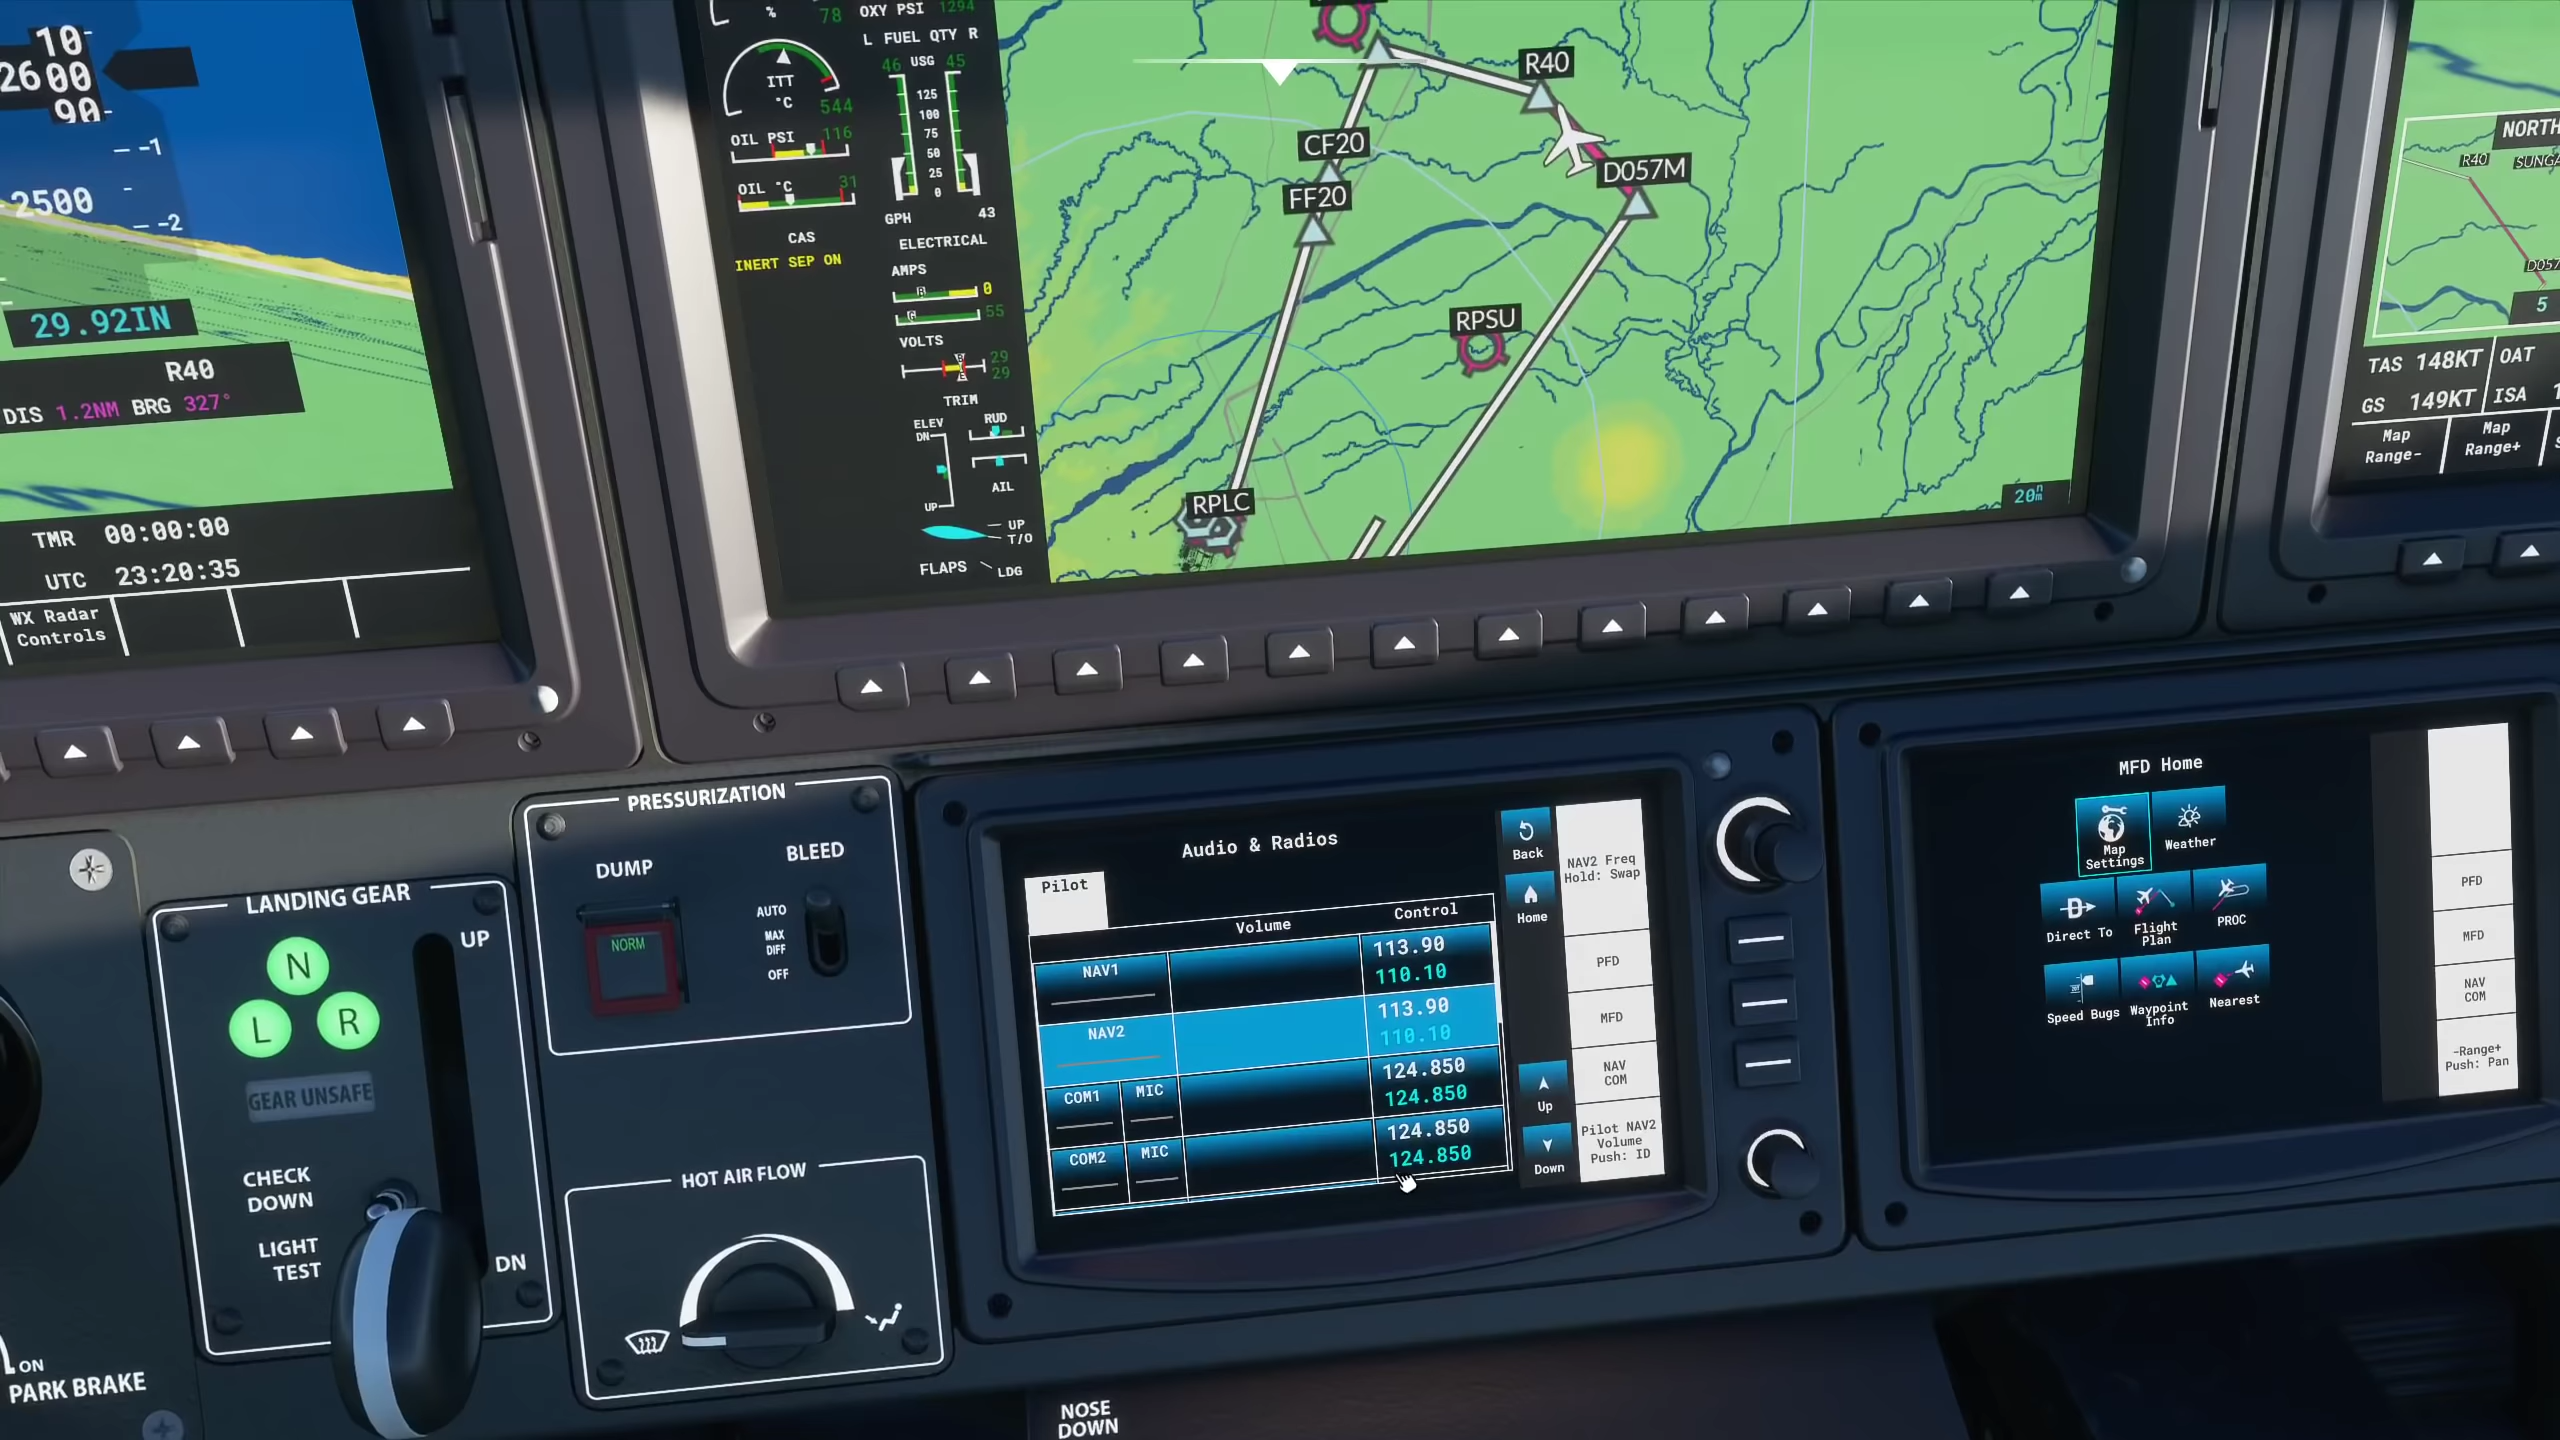 10
2600
90
-1
2500
-2
29.92IN
R40
DIS 1.2NM BRG 327°
TMR 00:00:00
UTC 23:20:35
WX Radar
Controls
%
78
OXY PSI 1294
L FUEL QTY R
46 USG 45
125
100
75
50
25
0
ITT
°C
544
OIL PSI 116
OIL °C 31
GPH 43
CAS
INERT SEP ON
ELECTRICAL
AMPS
B
0
G
55
VOLTS
29
29
TRIM
ELEV
DN
UP
RUD
AIL
UP
T/O
FLAPS
LDG
R40
CF20
D057M
FF20
RPSU
RPLC
20nm
NORTH
R40
D057
5
TAS 148KT
OAT
GS 149KT
ISA
Map
Range-
Map
Range+
PRESSURIZATION
DUMP
NORM
BLEED
AUTO
MAX
DIFF
OFF
LANDING GEAR
UP
N
L
R
GEAR UNSAFE
CHECK
DOWN
LIGHT
TEST
DN
ON
PARK BRAKE
HOT AIR FLOW
NOSE
DOWN
Audio & Radios
Pilot
Volume
Control
NAV1
113.90
110.10
NAV2
113.90
110.10
COM1
MIC
124.850
124.850
COM2
MIC
124.850
124.850
Back
Home
Up
Down
NAV2 Freq
Hold: Swap
PFD
MFD
NAV
COM
Pilot NAV2
Volume
Push: ID
MFD Home
Map
Settings
Weather
Direct To
Flight
Plan
PROC
Speed Bugs
Waypoint
Info
Nearest
PFD
MFD
NAV
COM
-Range+
Push: Pan